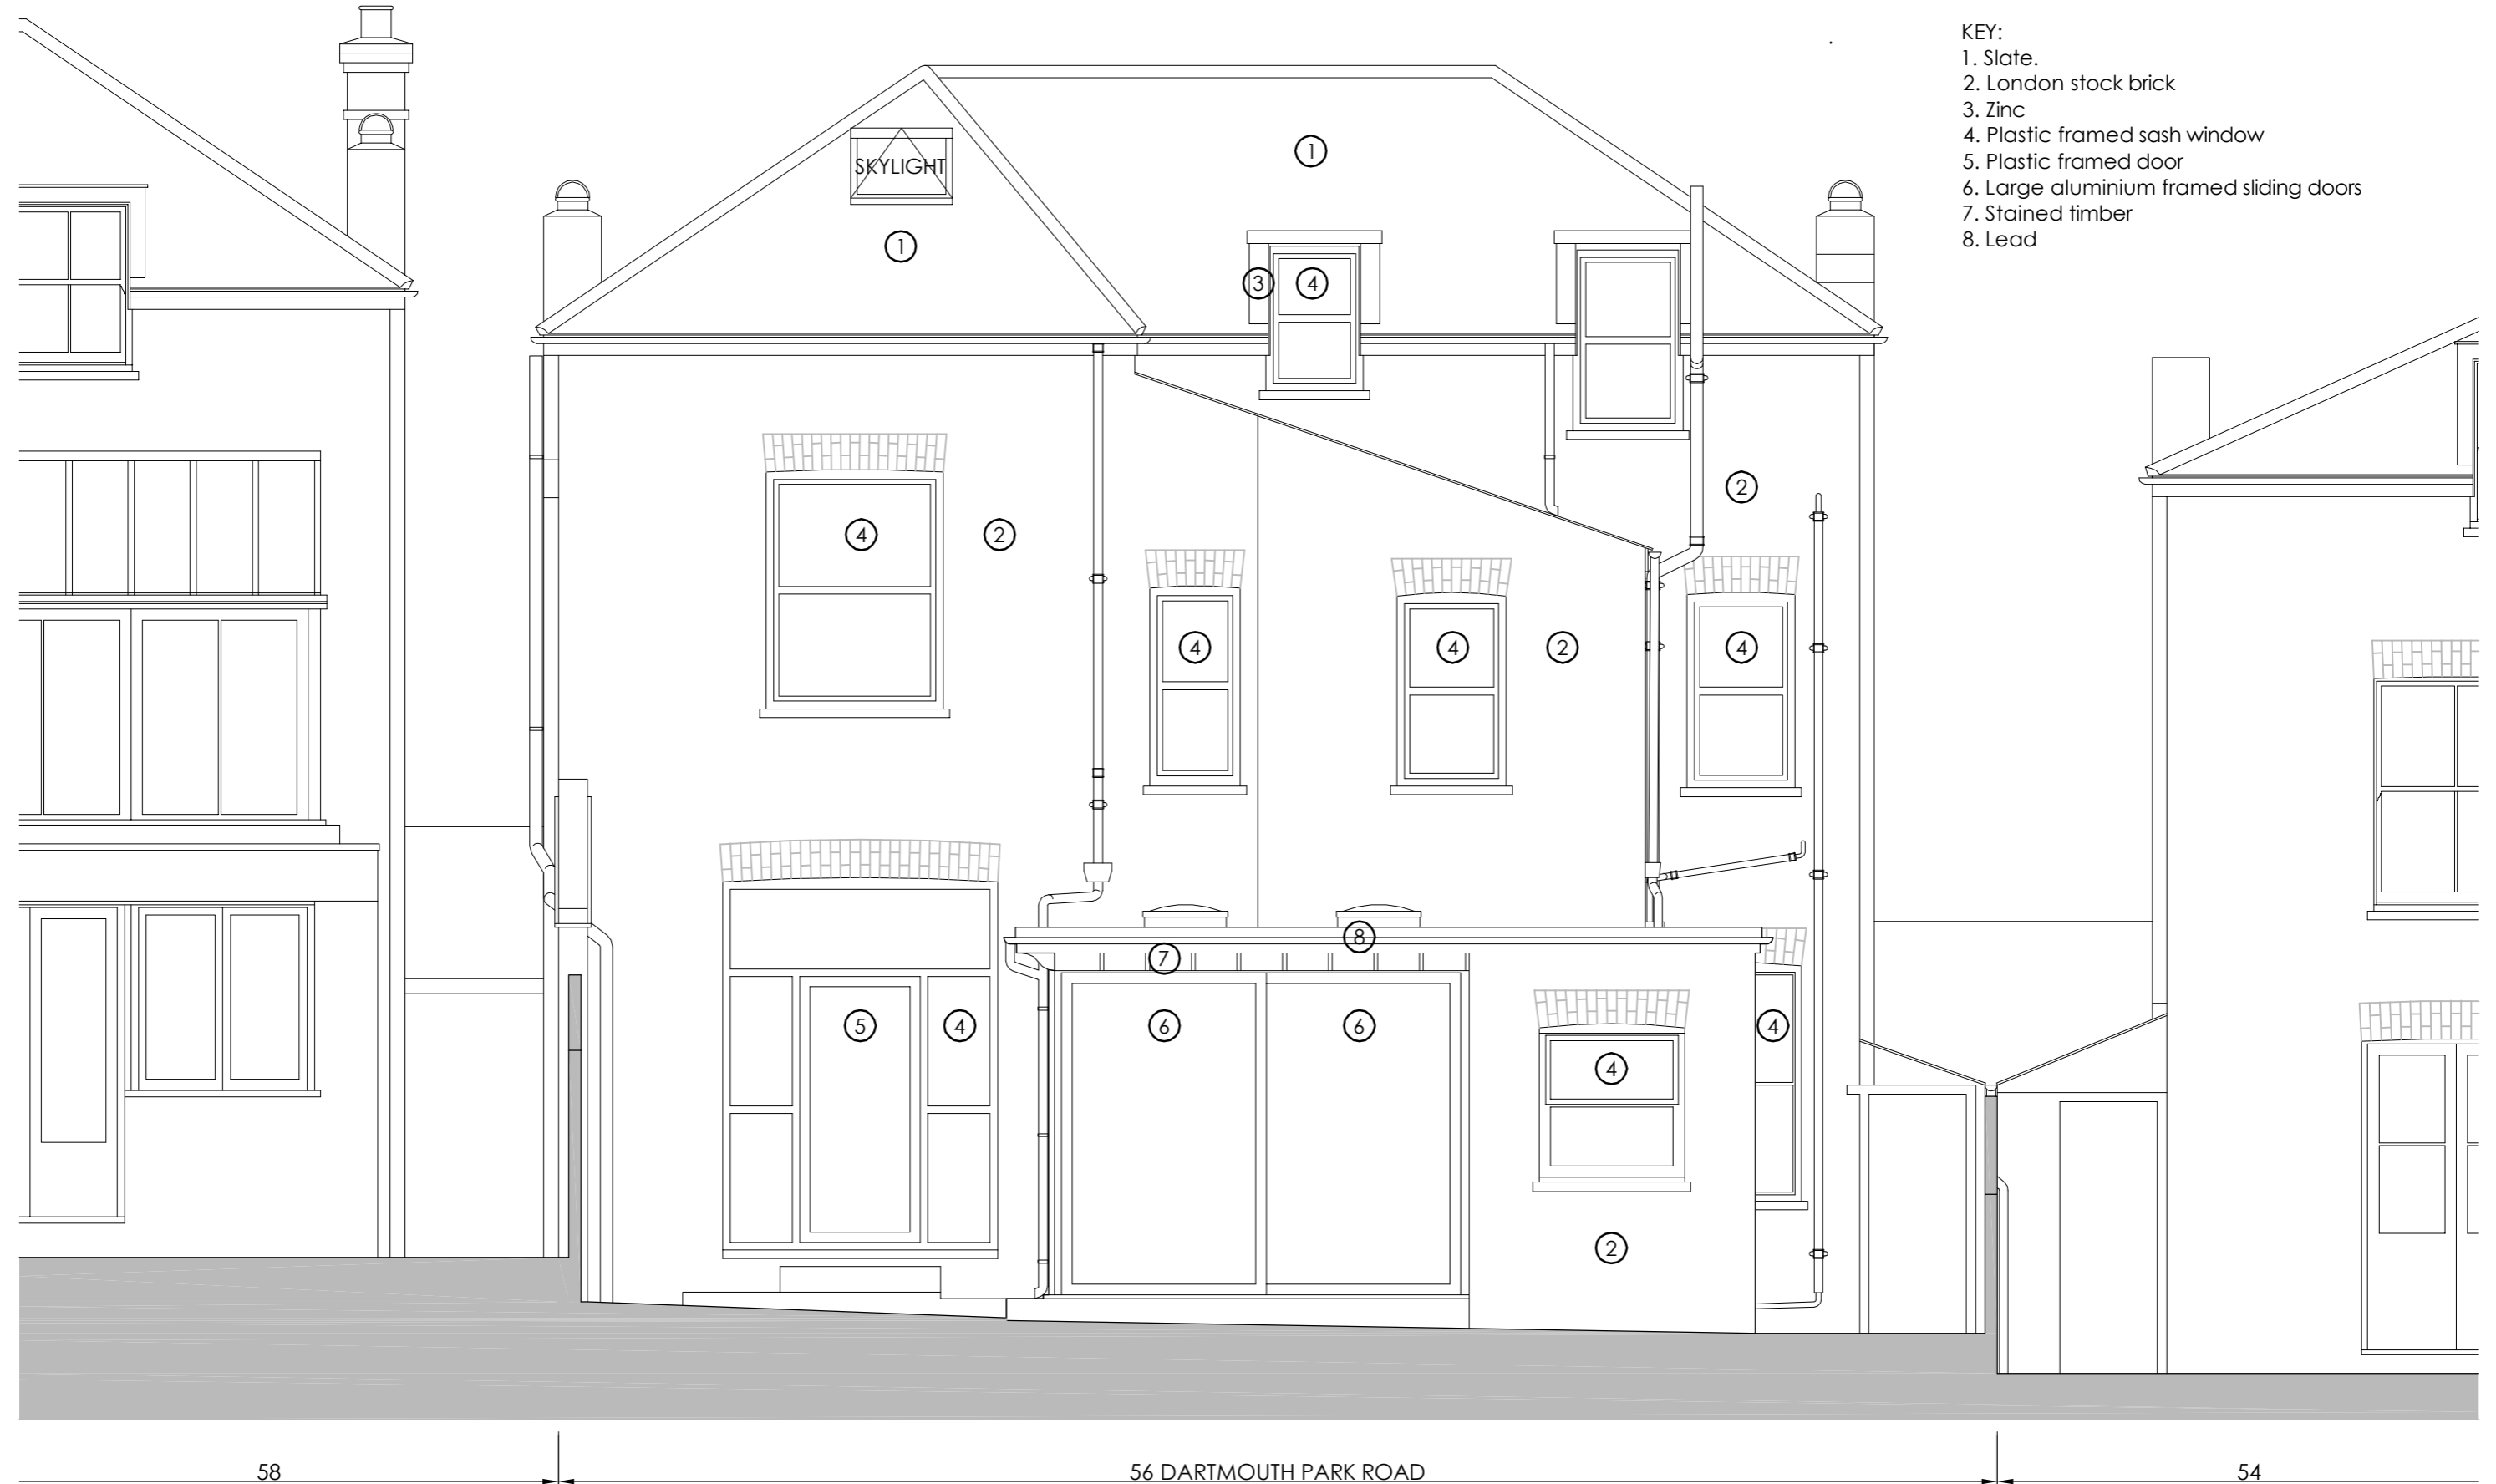 KEY:
1. Slate.
2. London stock brick
3. Zinc
4. Plastic framed sash window
5. Plastic framed door
6. Large aluminium framed sliding doors
7. Stained timber
8. Lead
1
SKYLIGHT
1
3
4
2
4
2
4
4
2
4
8
7
5
4
6
6
4
4
2
58
56 DARTMOUTH PARK ROAD
54